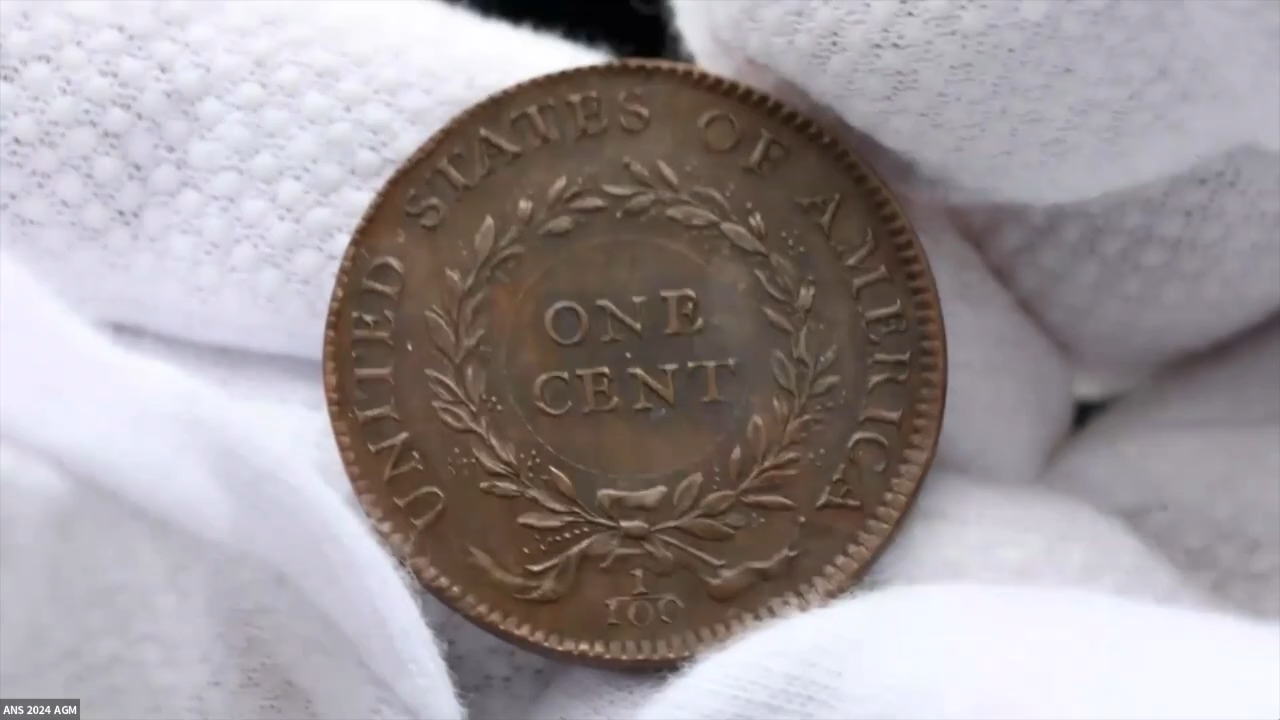 UNITED STATES OF AMERICA
ONE
CENT
1
100
ANS 2024 AGM